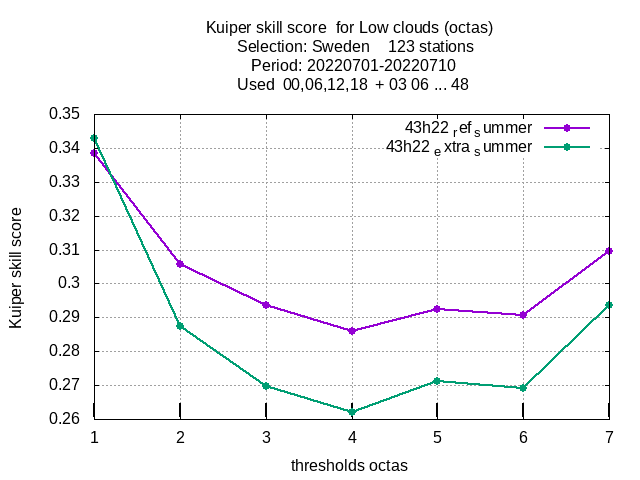 Kuiper skill score for Low clouds (octas)
Selection: Sweden 123 stations
Period: 20220701-20220710
Used 00,06,12,18 + 03 06 ... 48
43h22 ref summer
43h22 extra summer
Kuiper skill score
0.35
0.34
0.33
0.32
0.31
0.3
0.29
0.28
0.27
0.26
1 2 3 4 5 6 7
thresholds octas